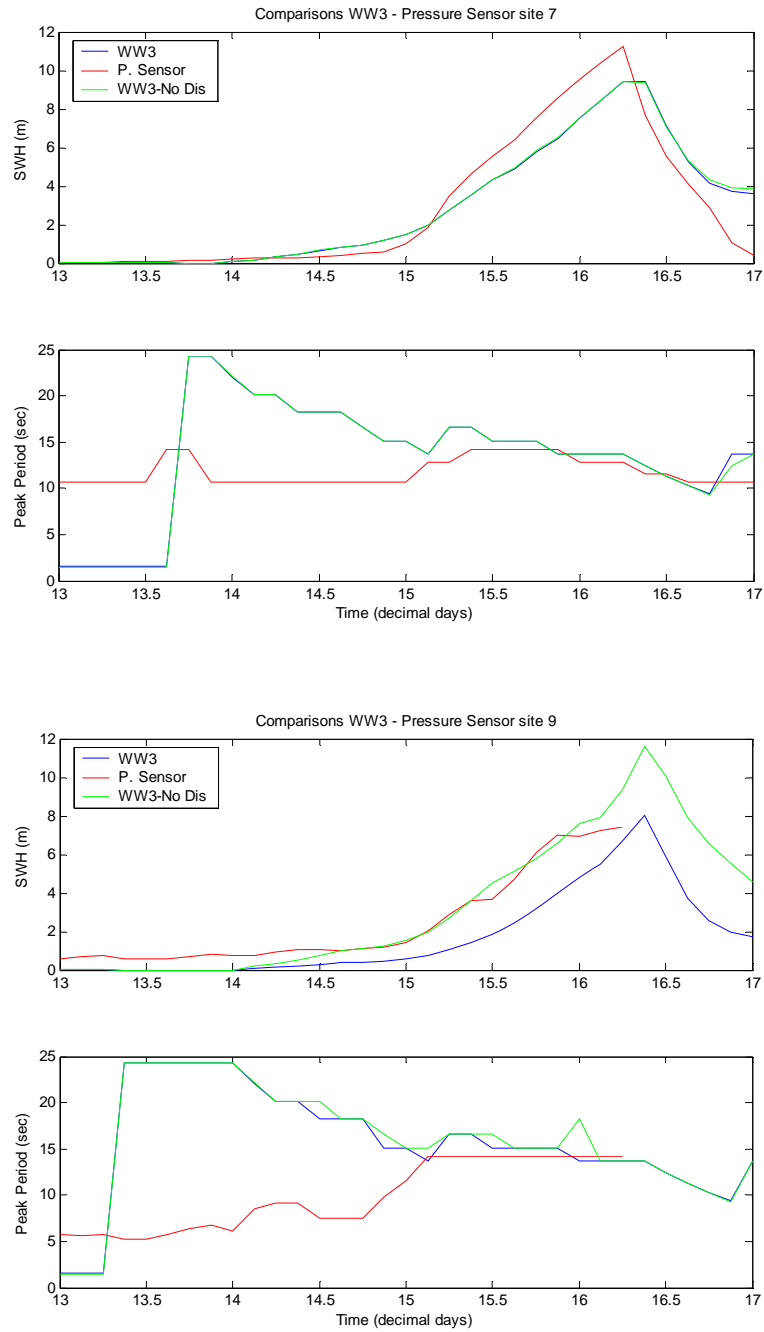 Comparisons WW3 - Pressure Sensor site 7
12
10
8
6
4
2
0
SWH (m)
WW3
P. Sensor
WW3-No Dis
13 13.5 14 14.5 15 15.5 16 16.5 17
25
20
15
10
5
0
Peak Period (sec)
13 13.5 14 14.5 15 15.5 16 16.5 17
Time (decimal days)
Comparisons WW3 - Pressure Sensor site 9
12
10
8
6
4
2
0
SWH (m)
WW3
P. Sensor
WW3-No Dis
13 13.5 14 14.5 15 15.5 16 16.5 17
25
20
15
10
5
0
Peak Period (sec)
13 13.5 14 14.5 15 15.5 16 16.5 17
Time (decimal days)